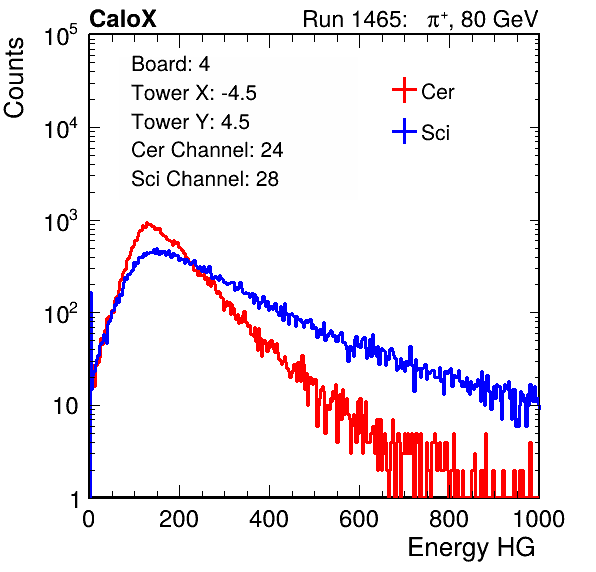 CaloX Run 1465: π⁺, 80 GeV
Counts
10⁵
10⁴
10³
10²
10
1
Board: 4
Tower X: -4.5
Tower Y: 4.5
Cer Channel: 24
Sci Channel: 28
Cer
Sci
0 200 400 600 800 1000
Energy HG